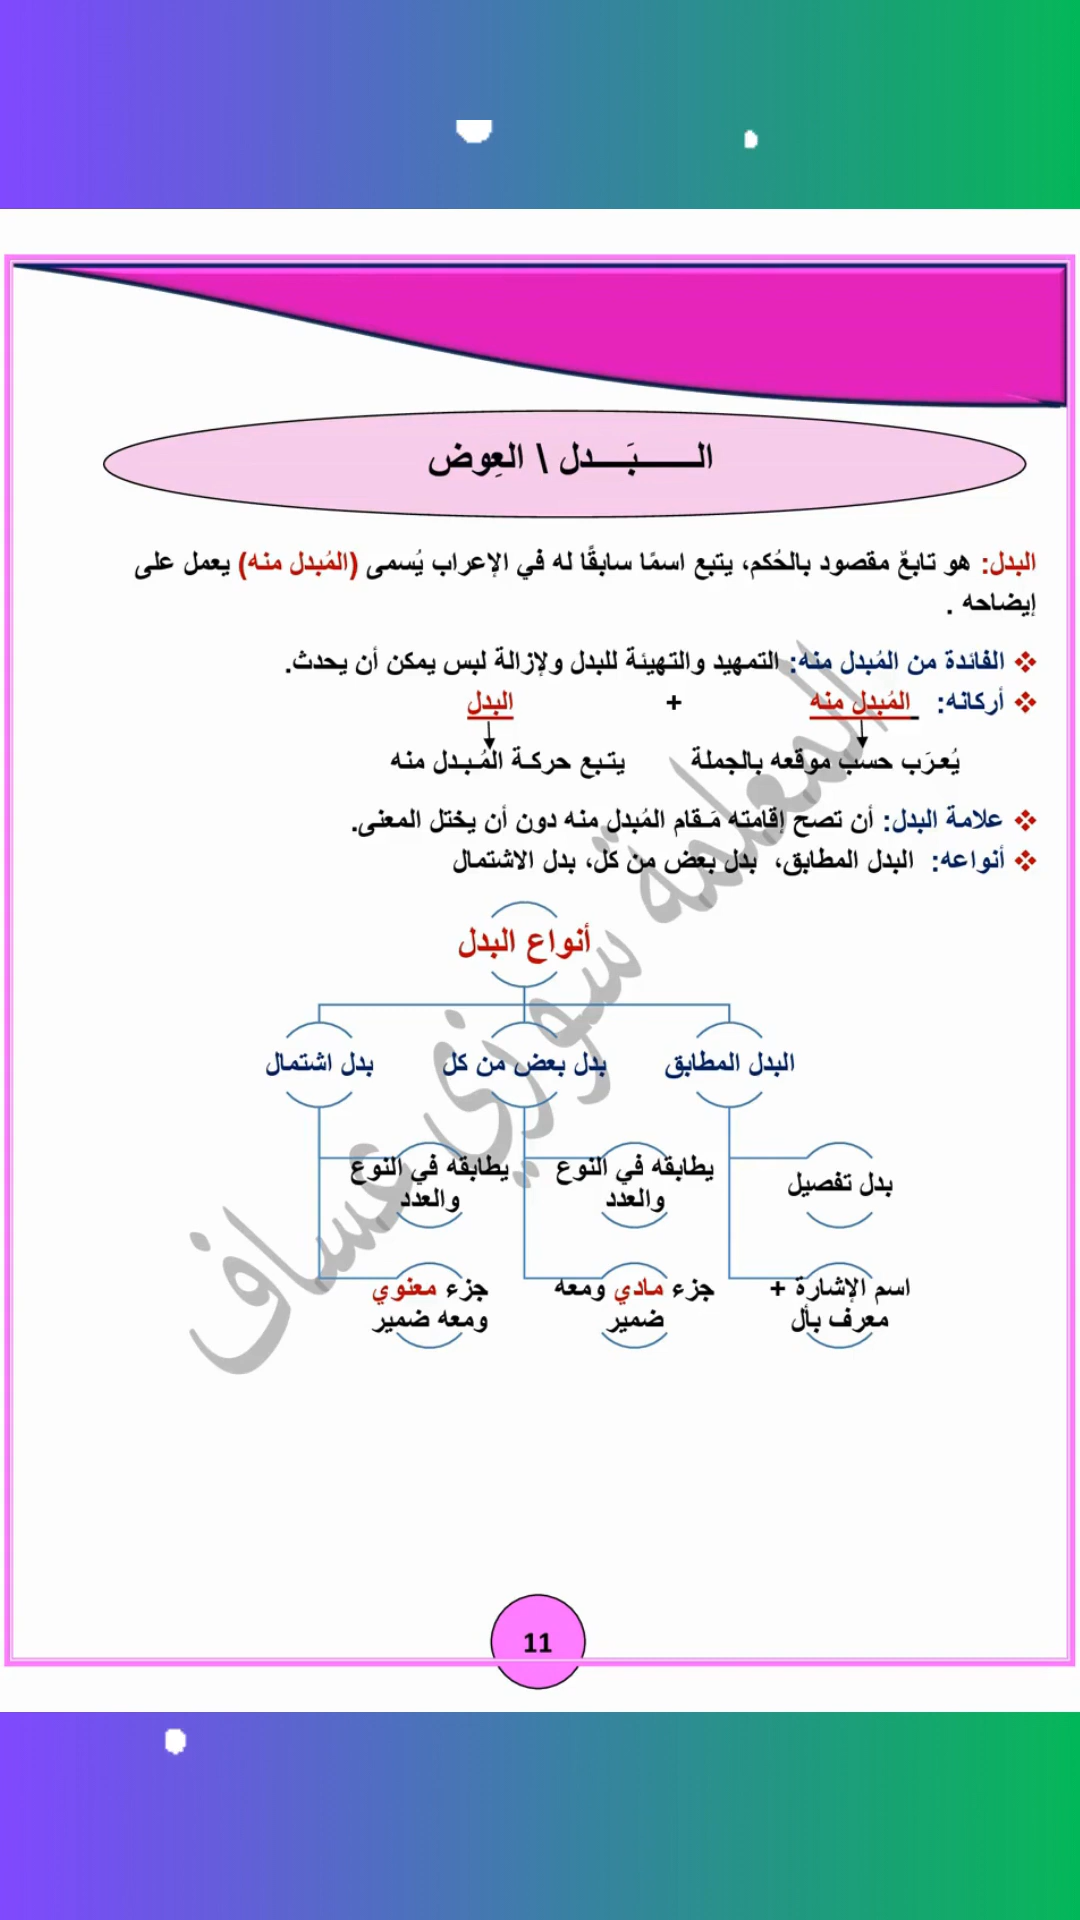 الـــــبَـــدل \ العِوض
البدل: هو تابعٌ مقصود بالحُكم، يتبع اسمًا سابقًا له في الإعراب يُسمى (المُبدل منه) يعمل على
إيضاحه .
❖ الفائدة من المُبدل منه: التمهيد والتهيئة للبدل ولإزالة لبس يمكن أن يحدث.
❖ أركانه: المُبدل منه + البدل
يُعرَب حسب موقعه بالجملة يتبع حركة المُبدل منه
❖ علامة البدل: أن تصح إقامته مَقام المُبدل منه دون أن يختل المعنى.
❖ أنواعه: البدل المطابق، بدل بعض من كل، بدل الاشتمال
أنواع البدل
البدل المطابق بدل بعض من كل بدل اشتمال
بدل تفصيل
يطابقه في النوع
والعدد
يطابقه في النوع
والعدد
اسم الإشارة +
معرف بأل
جزء مادي ومعه
ضمير
جزء معنوي
ومعه ضمير
المعلمة سوزي عساف
11